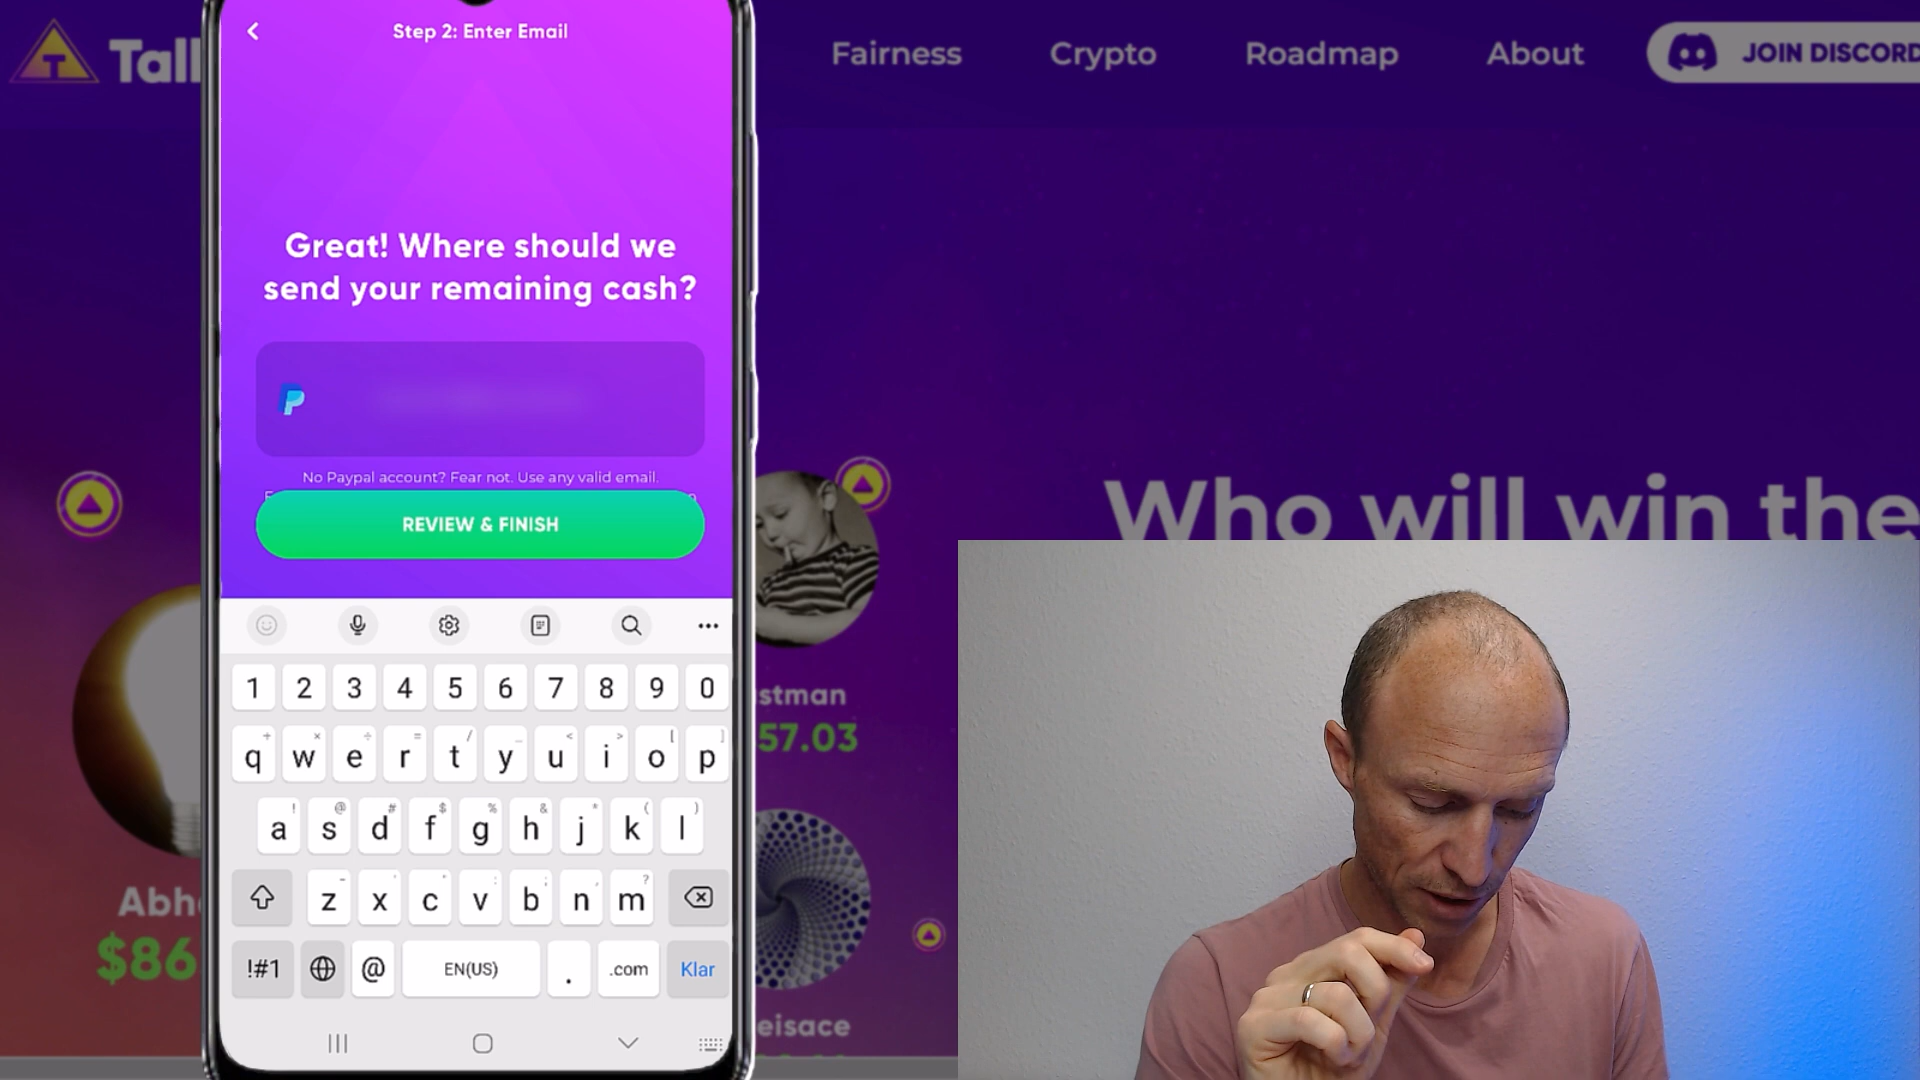 Step 2: Enter Email
Tall
Fairness
Crypto
Roadmap
About
JOIN DISCORD
Great! Where should we
send your remaining cash?
No Paypal account? Fear not. Use any valid email.
REVIEW & FINISH
Who will win the
stman
57.03
Abh
$86
eisace
1 2 3 4 5 6 7 8 9 0
q w e r t y u i o p
a s d f g h j k l
z x c v b n m
!#1 @ EN(US) . .com Klar